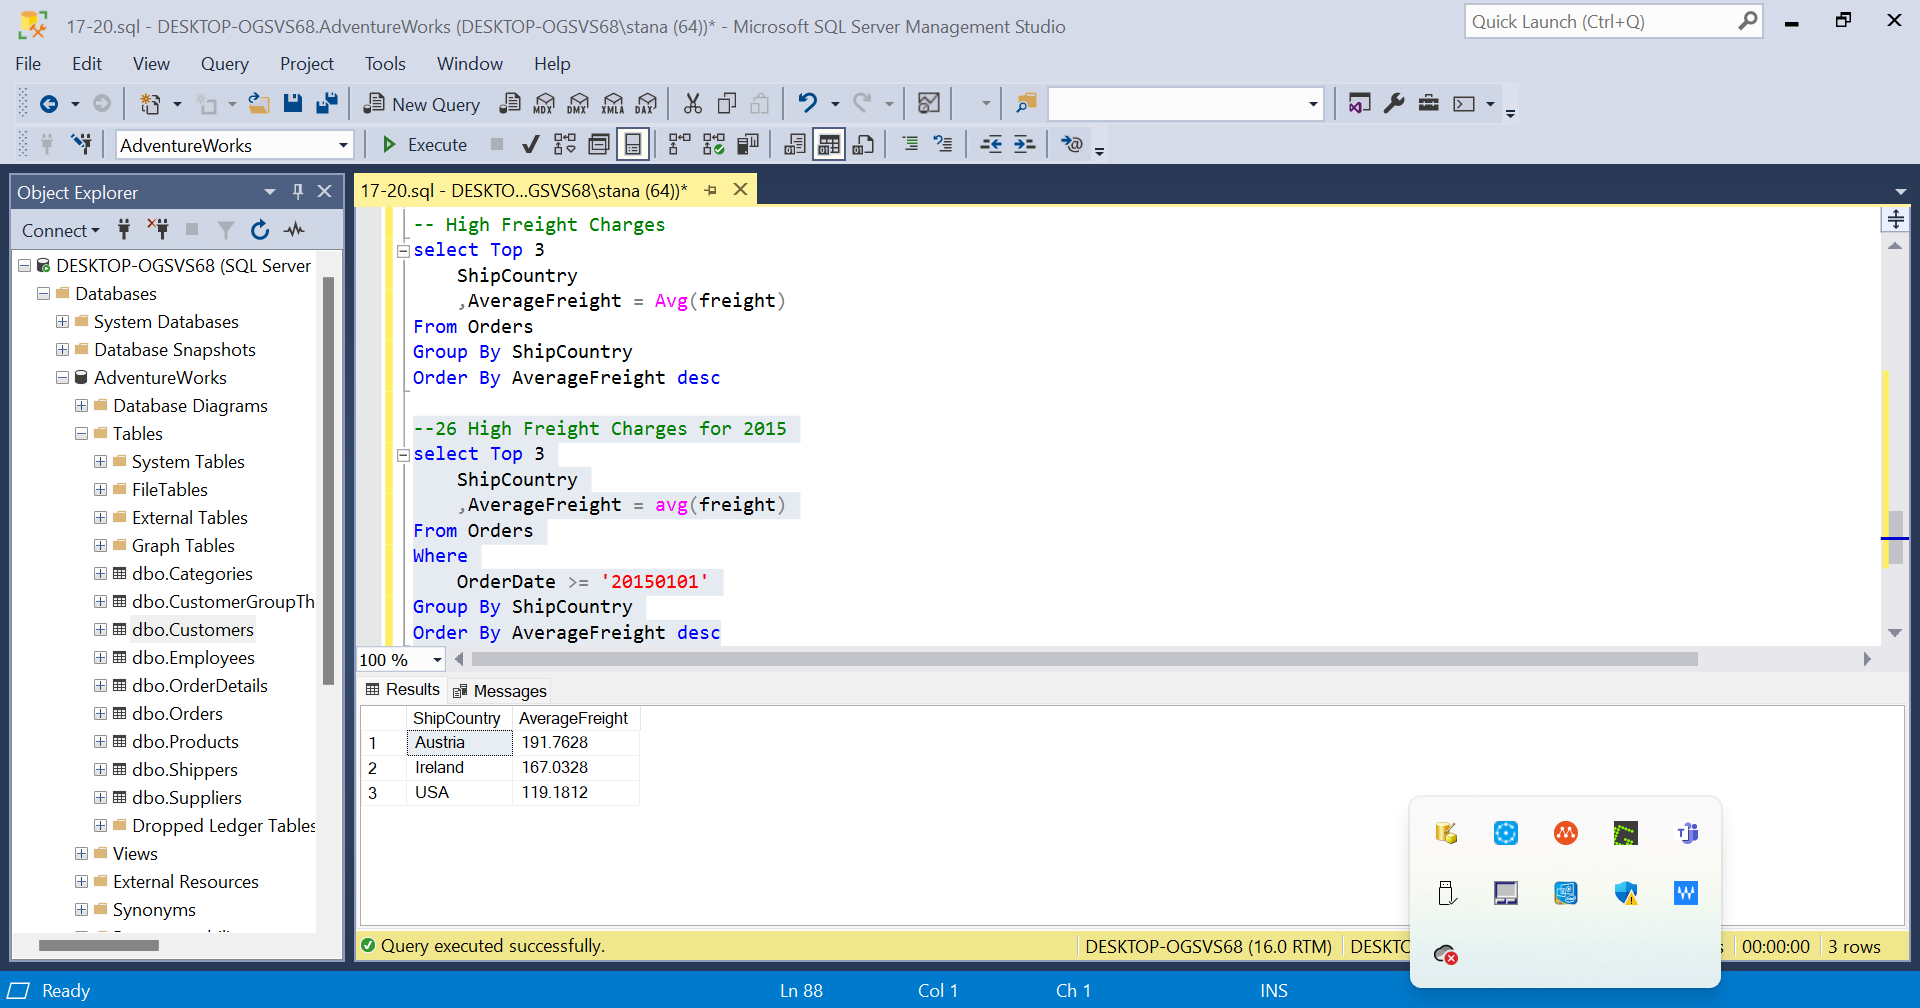 17-20.sql - DESKTOP-OGSVS68.AdventureWorks (DESKTOP-OGSVS68\stana (64))* - Microsoft SQL Server Management Studio
Quick Launch (Ctrl+Q)
File Edit View Query Project Tools Window Help
New Query MDX DMX XMLA DAX
AdventureWorks Execute
Object Explorer
Connect
DESKTOP-OGSVS68 (SQL Server
Databases
System Databases
Database Snapshots
AdventureWorks
Database Diagrams
Tables
System Tables
FileTables
External Tables
Graph Tables
dbo.Categories
dbo.CustomerGroupTh
dbo.Customers
dbo.Employees
dbo.OrderDetails
dbo.Orders
dbo.Products
dbo.Shippers
dbo.Suppliers
Dropped Ledger Tables
Views
External Resources
Synonyms
17-20.sql - DESKTO...GSVS68\stana (64))*
-- High Freight Charges
select Top 3
ShipCountry
,AverageFreight = Avg(freight)
From Orders
Group By ShipCountry
Order By AverageFreight desc
--26 High Freight Charges for 2015
select Top 3
ShipCountry
,AverageFreight = avg(freight)
From Orders
Where
OrderDate >= '20150101'
Group By ShipCountry
Order By AverageFreight desc
100 %
Results Messages
ShipCountry AverageFreight
1 Austria 191.7628
2 Ireland 167.0328
3 USA 119.1812
Query executed successfully. DESKTOP-OGSVS68 (16.0 RTM) DESKTO 00:00:00 3 rows
Ready Ln 88 Col 1 Ch 1 INS